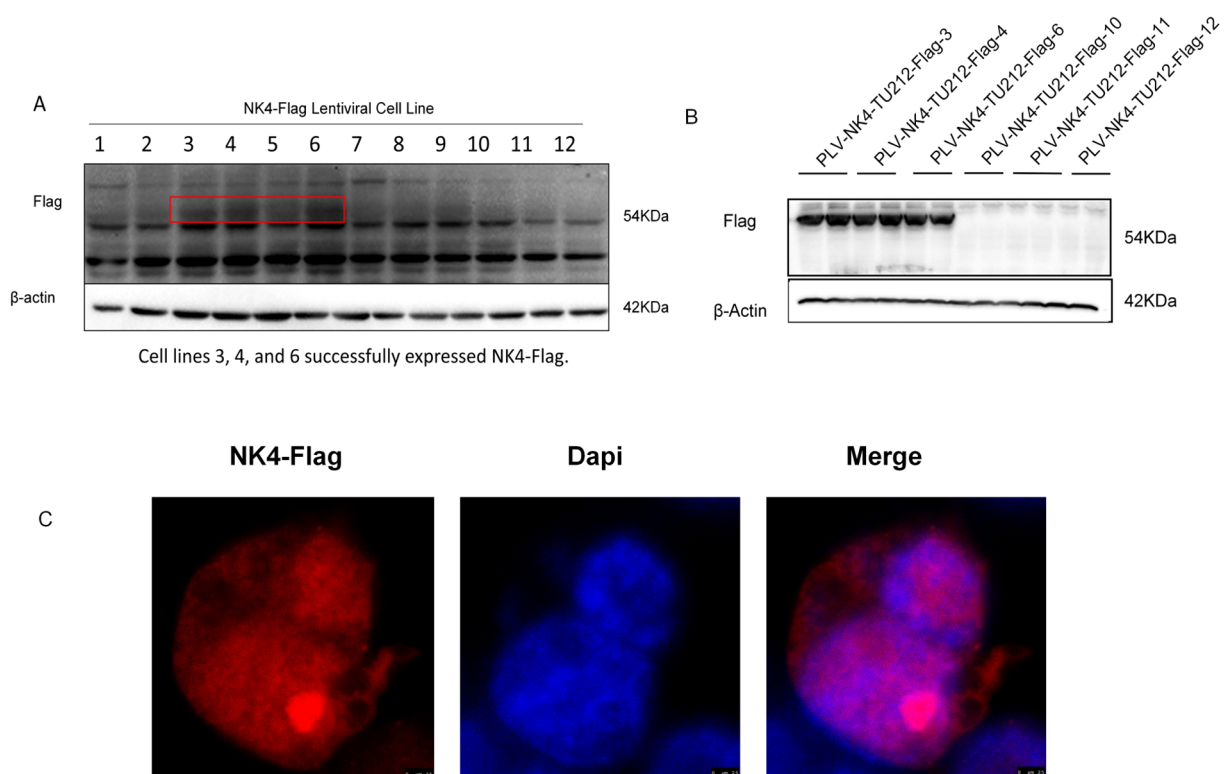 A
NK4-Flag Lentiviral Cell Line
1 2 3 4 5 6 7 8 9 10 11 12
Flag
54KDa
β-actin
42KDa
Cell lines 3, 4, and 6 successfully expressed NK4-Flag.
B
PLV-NK4-TU212-Flag-3
PLV-NK4-TU212-Flag-4
PLV-NK4-TU212-Flag-6
PLV-NK4-TU212-Flag-10
PLV-NK4-TU212-Flag-11
PLV-NK4-TU212-Flag-12
Flag
54KDa
β-Actin
42KDa
C
NK4-Flag
Dapi
Merge